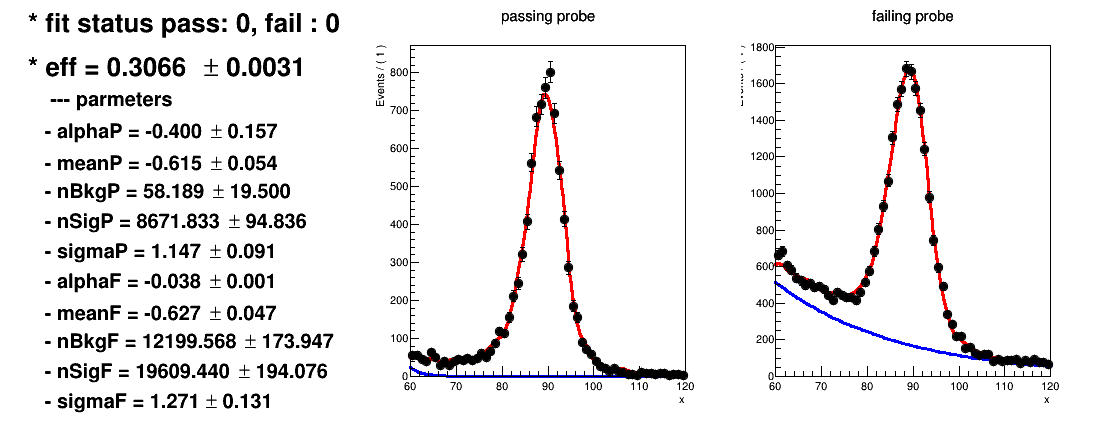 * fit status pass: 0, fail : 0
* eff = 0.3066 ± 0.0031
--- parmeters
- alphaP = -0.400 ± 0.157
- meanP = -0.615 ± 0.054
- nBkgP = 58.189 ± 19.500
- nSigP = 8671.833 ± 94.836
- sigmaP = 1.147 ± 0.091
- alphaF = -0.038 ± 0.001
- meanF = -0.627 ± 0.047
- nBkgF = 12199.568 ± 173.947
- nSigF = 19609.440 ± 194.076
- sigmaF = 1.271 ± 0.131
passing probe
Events / ( 1 )
800
700
600
500
400
300
200
100
0
60 70 80 90 100 110 120
x
failing probe
1800
1600
1400
1200
1000
800
600
400
200
0
60 70 80 90 100 110 120
x